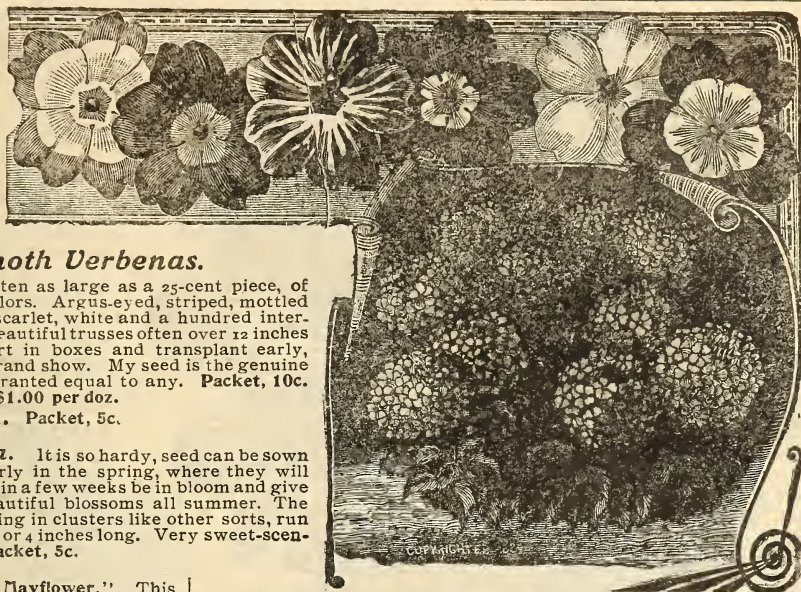 noth Verbenas.
ten as large as a 25-cent piece, of
lors. Argus-eyed, striped, mottled
scarlet, white and a hundred inter-
eautiful trusses often over 12 inches
rt in boxes and transplant early,
rand show. My seed is the genuine
ranted equal to any. Packet, 10c.
$1.00 per doz.
. Packet, 5c.
a. It is so hardy, seed can be sown
rly in the spring, where they will
in a few weeks be in bloom and give
autiful blossoms all summer. The
ing in clusters like other sorts, run
or 4 inches long. Very sweet-scen-
acket, 5c.
Mayflower." This
COPYRIGHTED